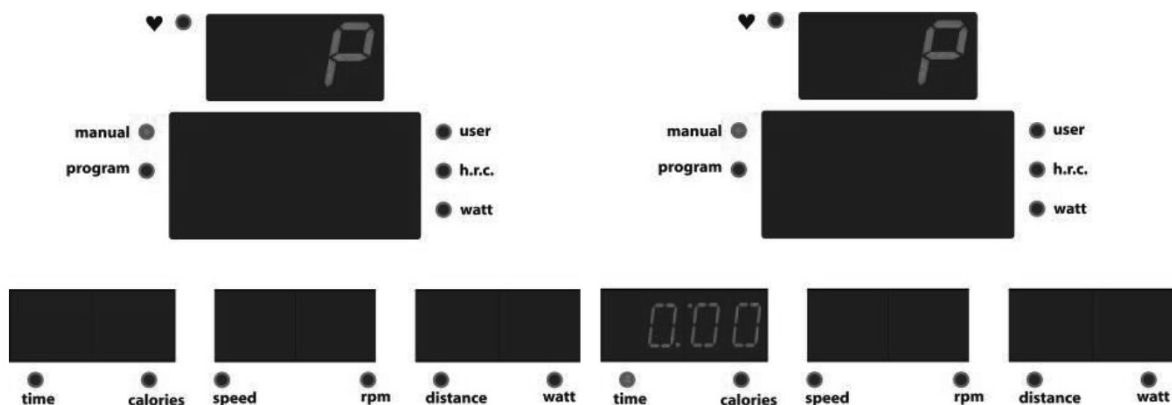 ♥ P
manual user
program h.r.c.
watt
time calories speed rpm distance watt
♥ P
manual user
program h.r.c.
watt
0:00
time calories speed rpm distance watt